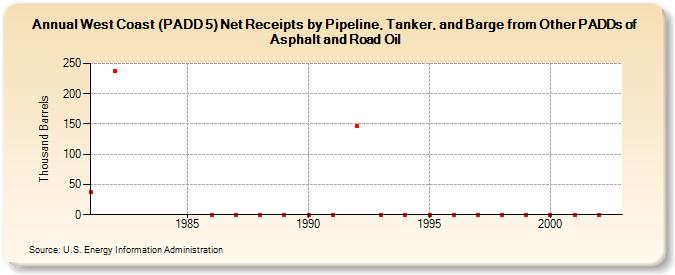 Annual West Coast (PADD 5) Net Receipts by Pipeline, Tanker, and Barge from Other PADDs of
Asphalt and Road Oil
Thousand Barrels
250
200
150
100
50
0
1985
1990
1995
2000
Source: U.S. Energy Information Administration